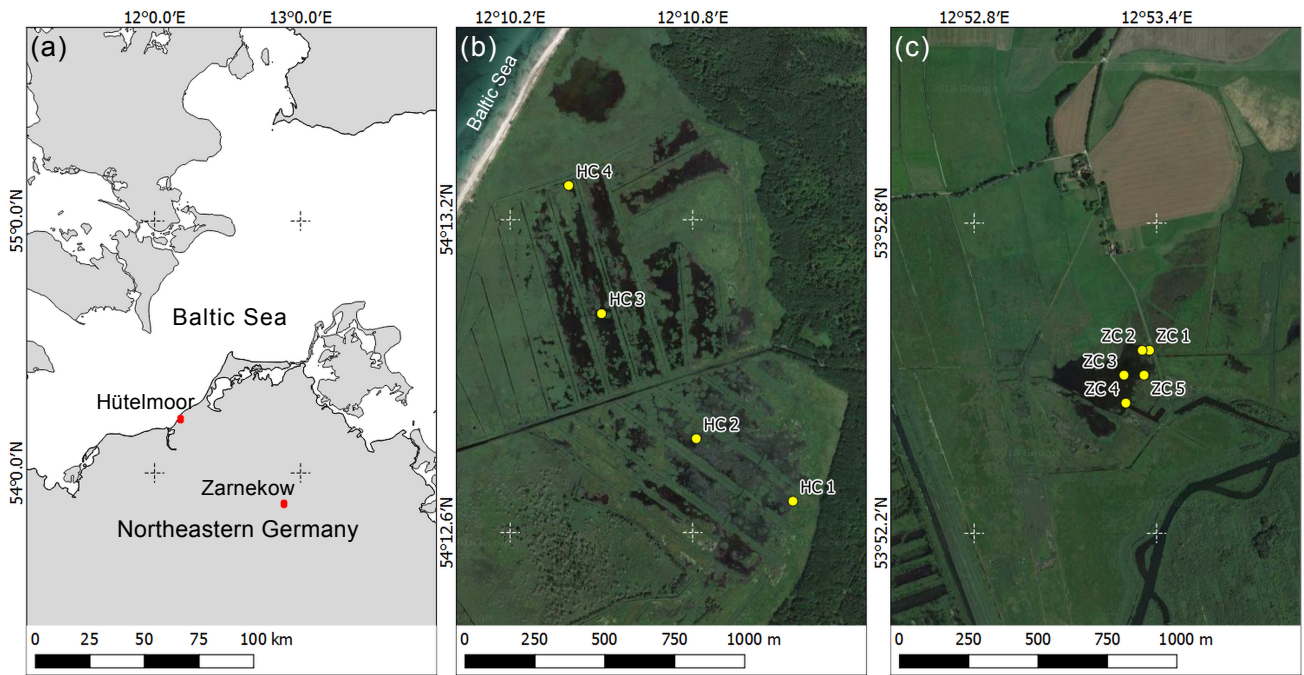 12°0.0′E 13°0.0′E
(a)
55°0.0′N
54°0.0′N
Baltic Sea
Hütelmoor
Zarnekow
Northeastern Germany
0 25 50 75 100 km
12°10.2′E 12°10.8′E
(b)
Baltic Sea
54°13.2′N
54°12.6′N
HC 4
HC 3
HC 2
HC 1
0 250 500 750 1000 m
12°52.8′E 12°53.4′E
(c)
53°52.8′N
53°52.2′N
ZC 2 ZC 1
ZC 3
ZC 4 ZC 5
0 250 500 750 1000 m